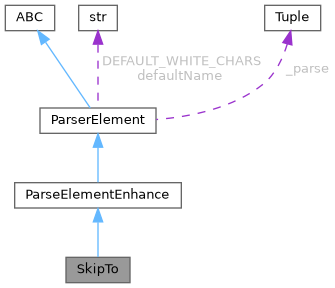 ABC
str
Tuple
DEFAULT_WHITE_CHARS
defaultName
_parse
ParserElement
ParseElementEnhance
SkipTo